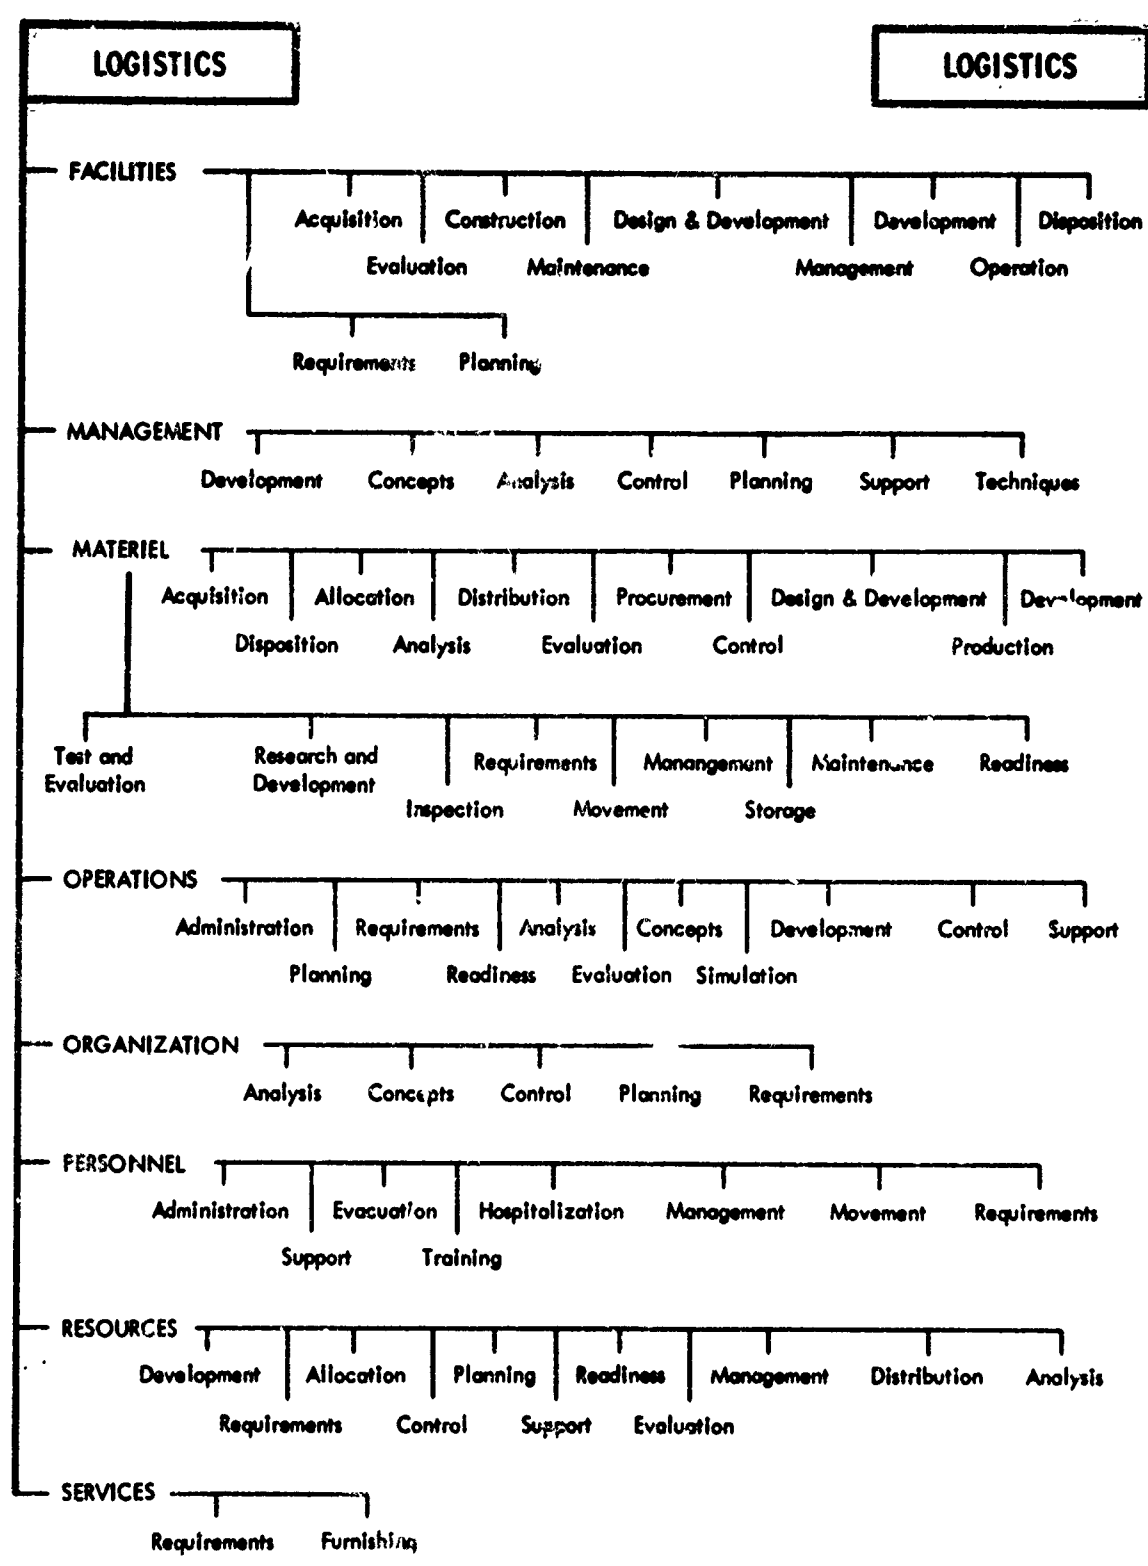 LOGISTICS LOGISTICS
FACILITIES
Acquisition Construction Design & Development Development Disposition
Evaluation Maintenance Management Operation
Requirements Planning
MANAGEMENT
Development Concepts Analysis Control Planning Support Techniques
MATERIEL
Acquisition Allocation Distribution Procurement Design & Development Development
Disposition Analysis Evaluation Control Production
Test and Research and Requirements Manangement Maintenance Readiness
Evaluation Development
Inspection Movement Storage
OPERATIONS
Administration Requirements Analysis Concepts Development Control Support
Planning Readiness Evaluation Simulation
ORGANIZATION
Analysis Concepts Control Planning Requirements
PERSONNEL
Administration Evacuation Hospitalization Management Movement Requirements
Support Training
RESOURCES
Development Allocation Planning Readiness Management Distribution Analysis
Requirements Control Support Evaluation
SERVICES
Requirements Furnishing